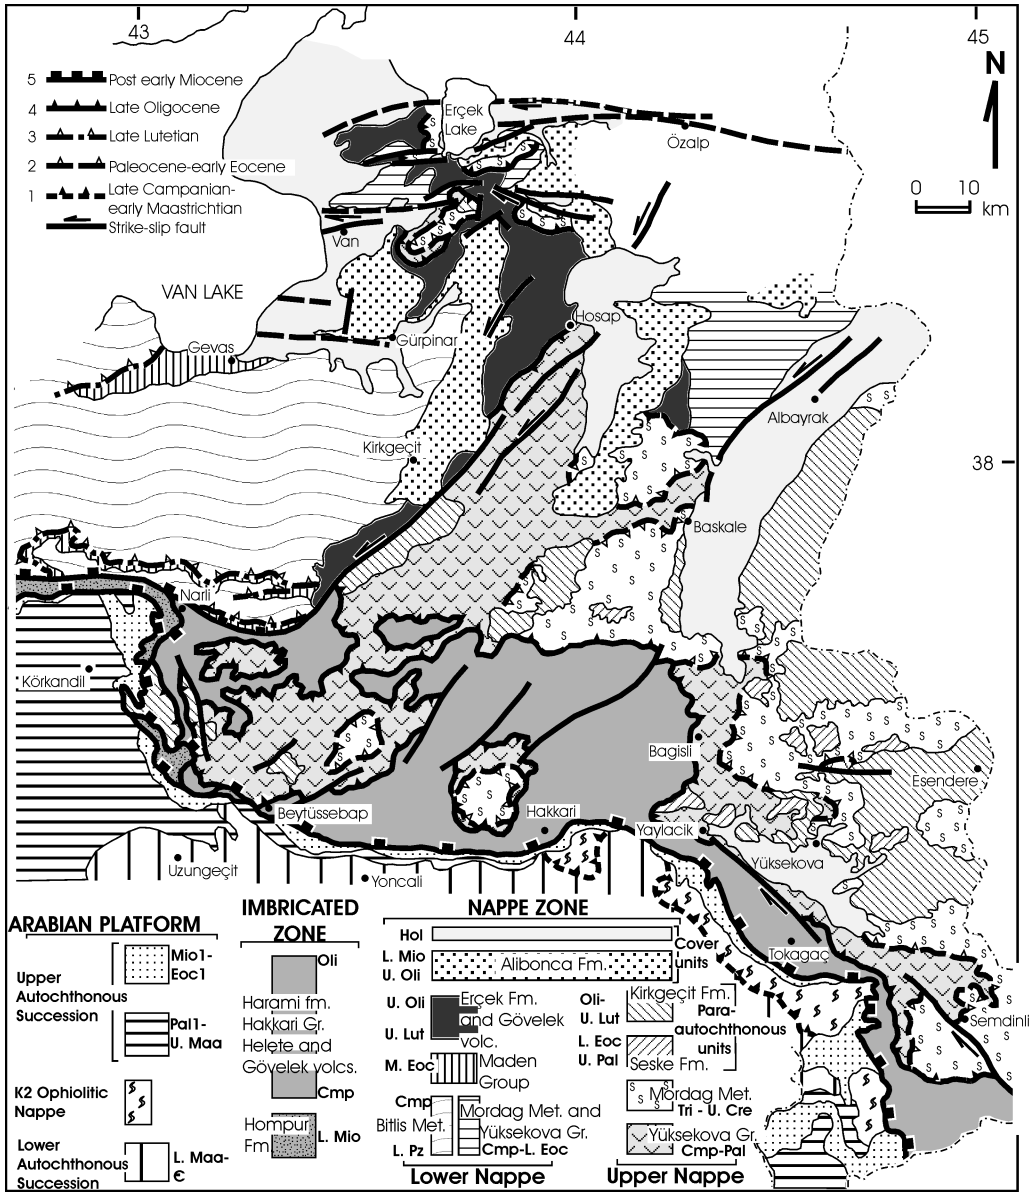 43
44
45
5 Post early Miocene
4 Late Oligocene
3 Late Lutetian
2 Paleocene-early Eocene
1 Late Campanian-
early Maastrichtian
Strike-slip fault
Erçek
Lake
Özalp
N
0 10
km
Van
VAN LAKE
Hosap
Gürpinar
Gevas
Albayrak
Kirkgeçit
38
Baskale
Narli
Körkandil
Bagisli
Esendere
Beytüssebap
Hakkari
Yaylacik
Yüksekova
Uzungeçit
Yoncali
Tokagaç
Semdinli
ARABIAN PLATFORM
Upper
Autochthonous
Succession
Mio1-
Eoc1
Pal1-
U. Maa
K2 Ophiolitic
Nappe
Lower
Autochthonous
Succession
L. Maa-
Є
IMBRICATED
ZONE
Oli
Harami fm.
Hakkari Gr.
Helete and
Gövelek volcs.
Cmp
Hompur
Fm
L. Mio
NAPPE ZONE
Hol
L. Mio
U. Oli
Alibonca Fm.
Cover
units
U. Oli
U. Lut
Erçek Fm.
and Gövelek
volc.
M. Eoc
Maden
Group
Cmp
Bitlis Met.
L. Pz
Mordag Met. and
Yüksekova Gr.
Cmp-L. Eoc
Lower Nappe
Oli-
U. Lut
Kirkgeçit Fm.
Para-
autochthonous
units
L. Eoc
U. Pal
Seske Fm.
Mordag Met.
Tri - U. Cre
Yüksekova Gr.
Cmp-Pal
Upper Nappe